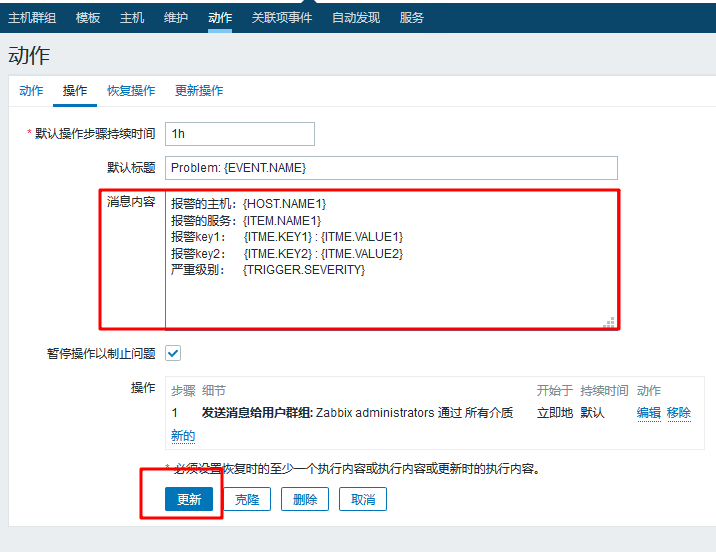 主机群组 模板 主机 维护 动作 关联项事件 自动发现 服务
动作
动作 操作 恢复操作 更新操作
* 默认操作步骤持续时间 1h
默认标题 Problem: {EVENT.NAME}
消息内容 报警的主机: {HOST.NAME1}
报警的服务: {ITEM.NAME1}
报警key1: {ITME.KEY1} : {ITME.VALUE1}
报警key2: {ITME.KEY2} : {ITME.VALUE2}
严重级别: {TRIGGER.SEVERITY}
暂停操作以制止问题
操作 步骤 细节 开始于 持续时间 动作
1 发送消息给用户群组: Zabbix administrators 通过 所有介质 立即地 默认 编辑 移除
新的
* 必须设置恢复时的至少一个执行内容或执行内容或更新时的执行内容。
更新 克隆 删除 取消